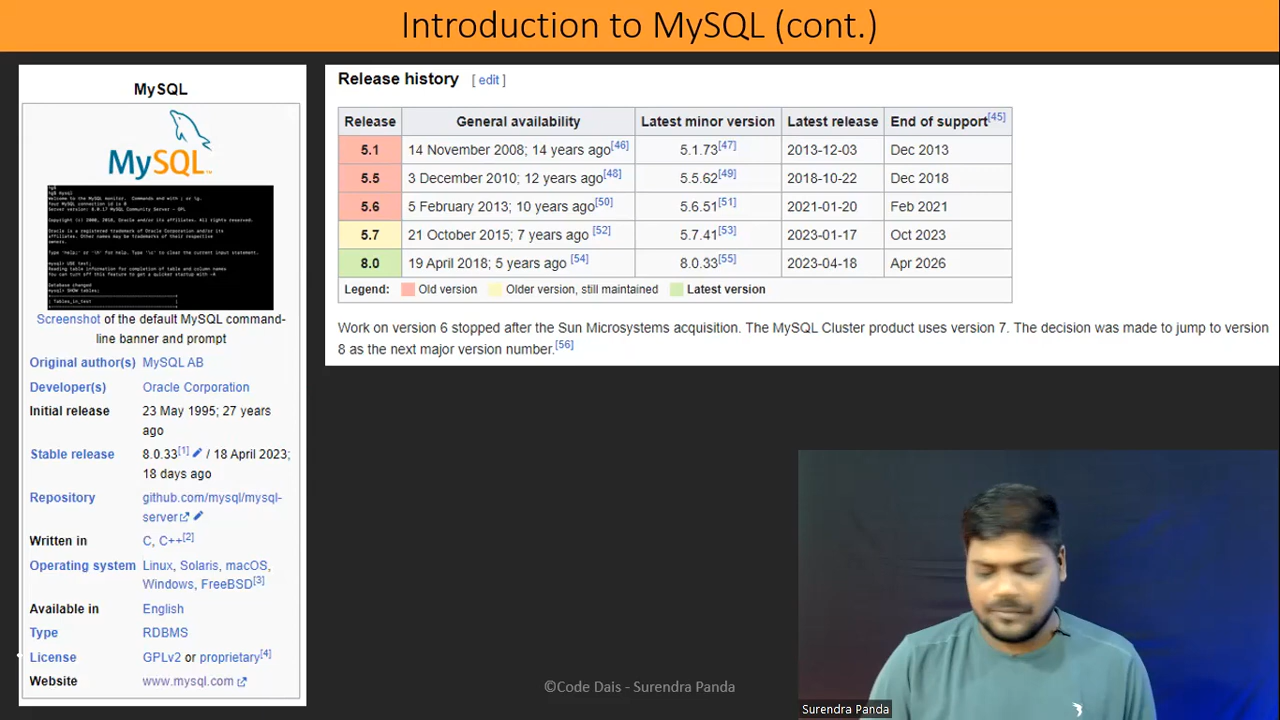 Introduction to MySQL (cont.)
MySQL
MySQL™
Screenshot of the default MySQL command-
line banner and prompt
Original author(s) MySQL AB
Developer(s) Oracle Corporation
Initial release 23 May 1995; 27 years
ago
Stable release 8.0.33[1] / 18 April 2023;
18 days ago
Repository github.com/mysql/mysql-
server
Written in C, C++[2]
Operating system Linux, Solaris, macOS,
Windows, FreeBSD[3]
Available in English
Type RDBMS
License GPLv2 or proprietary[4]
Website www.mysql.com
Release history [ edit ]
Release General availability Latest minor version Latest release End of support[45]
5.1 14 November 2008; 14 years ago[46] 5.1.73[47] 2013-12-03 Dec 2013
5.5 3 December 2010; 12 years ago[48] 5.5.62[49] 2018-10-22 Dec 2018
5.6 5 February 2013; 10 years ago[50] 5.6.51[51] 2021-01-20 Feb 2021
5.7 21 October 2015; 7 years ago [52] 5.7.41[53] 2023-01-17 Oct 2023
8.0 19 April 2018; 5 years ago [54] 8.0.33[55] 2023-04-18 Apr 2026
Legend: Old version Older version, still maintained Latest version
Work on version 6 stopped after the Sun Microsystems acquisition. The MySQL Cluster product uses version 7. The decision was made to jump to version
8 as the next major version number.[56]
©Code Dais - Surendra Panda
Surendra Panda